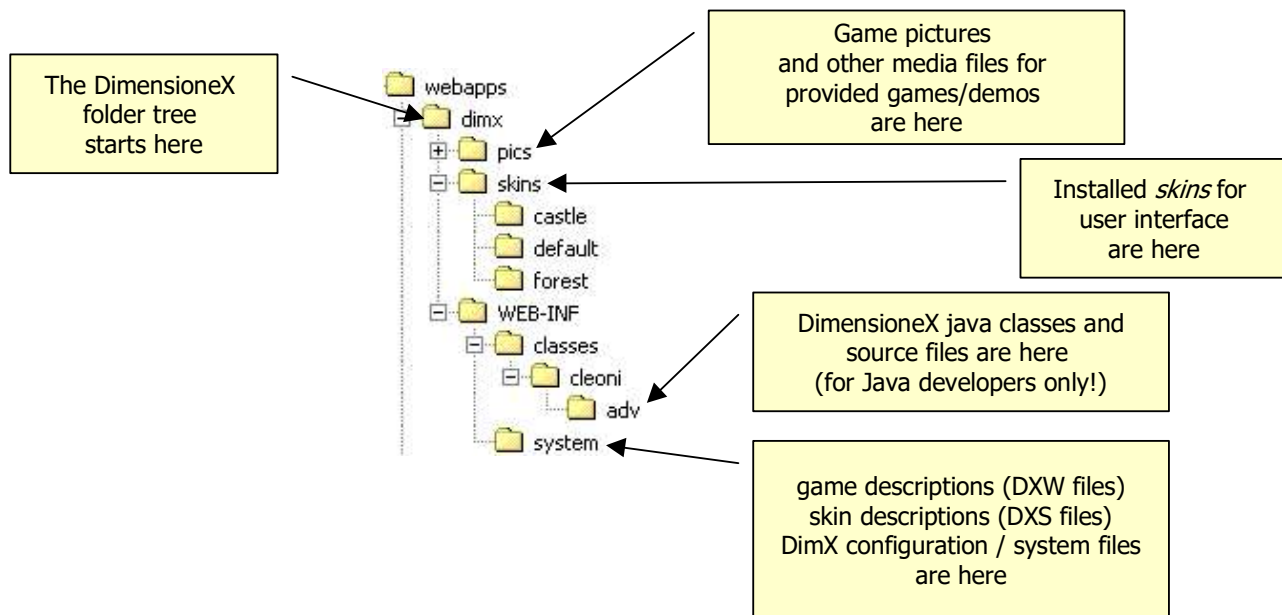 The DimensioneX
folder tree
starts here
Game pictures
and other media files for
provided games/demos
are here
Installed skins for
user interface
are here
DimensioneX java classes and
source files are here
(for Java developers only!)
game descriptions (DXW files)
skin descriptions (DXS files)
DimX configuration / system files
are here
webapps
dimx
pics
skins
castle
default
forest
WEB-INF
classes
cleoni
adv
system